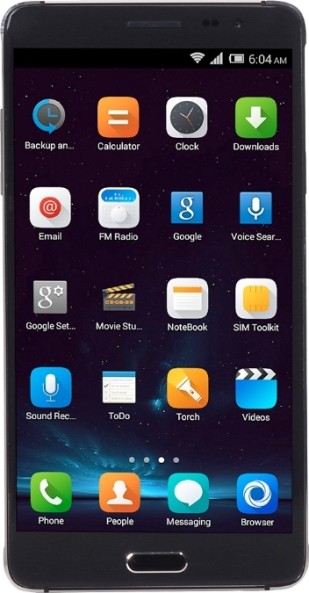 6:04 AM
Backup an...
Calculator
Clock
Downloads
Email
FM Radio
Google
Voice Sear...
Google Set...
Movie Stu...
NoteBook
SIM Toolkit
Sound Rec...
ToDo
Torch
Videos
Phone
People
Messaging
Browser